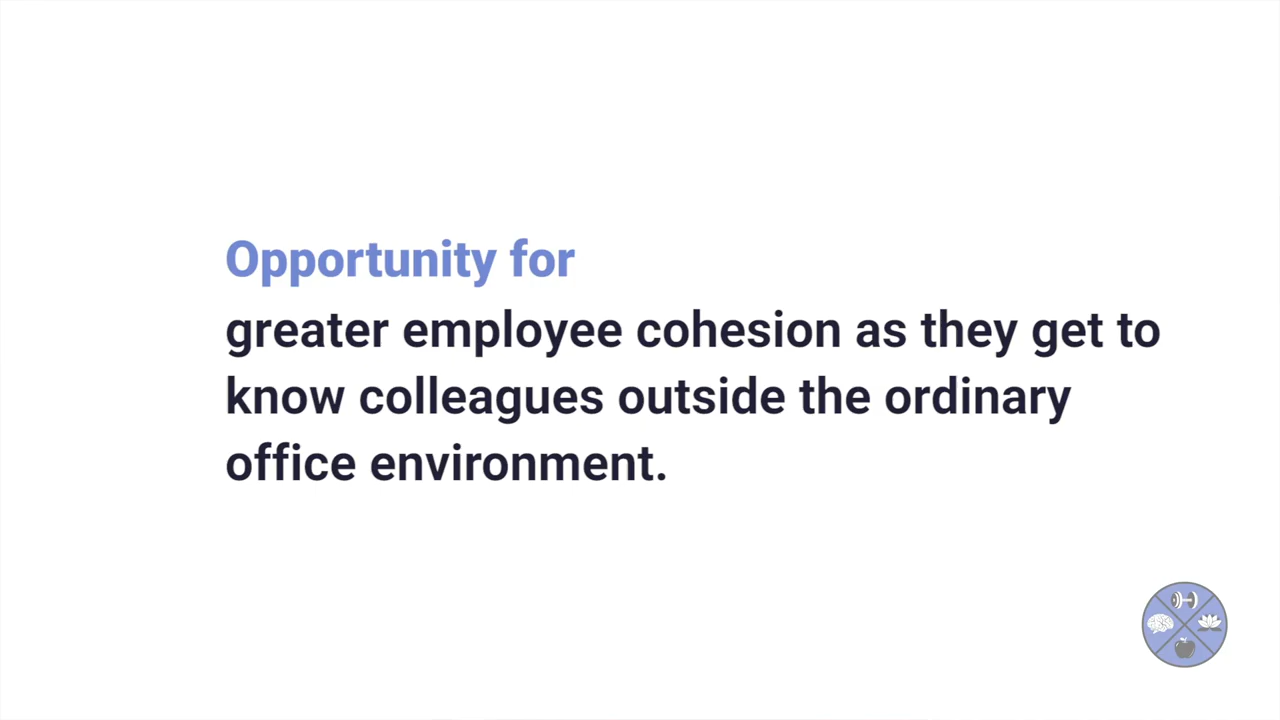 Opportunity for
greater employee cohesion as they get to
know colleagues outside the ordinary
office environment.